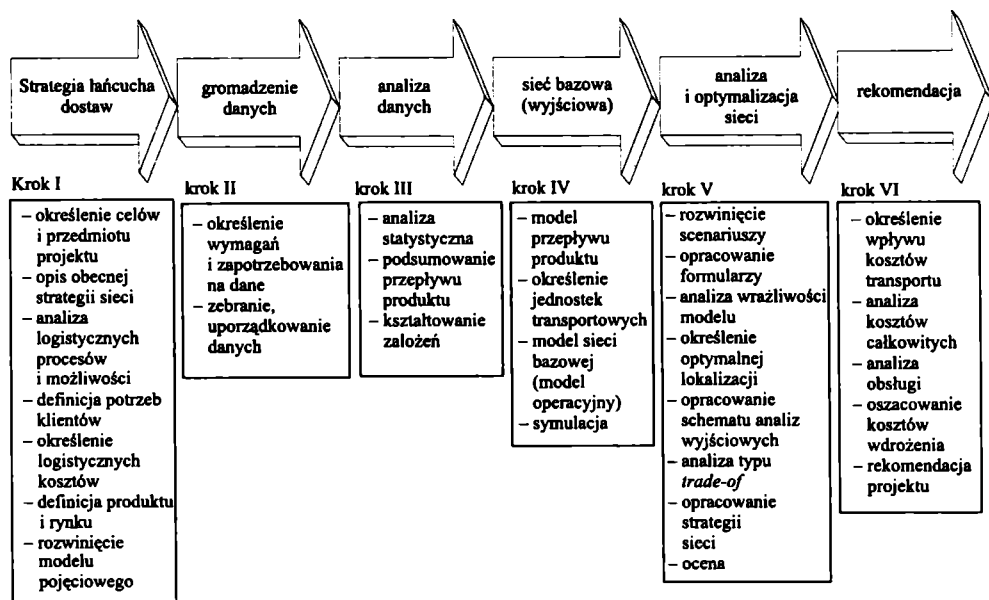 Strategia łańcucha
dostaw
gromadzenie
danych
analiza
danych
sieć bazowa
(wyjściowa)
analiza
i optymalizacja
sieci
rekomendacja
Krok I
– określenie celów
i przedmiotu
projektu
– opis obecnej
strategii sieci
– analiza
logistycznych
procesów
i możliwości
– definicja potrzeb
klientów
– określenie
logistycznych
kosztów
– definicja produktu
i rynku
– rozwinięcie
modelu
pojęciowego
krok II
– określenie
wymagań
i zapotrzebowania
na dane
– zebranie,
uporządkowanie
danych
krok III
– analiza
statystyczna
– podsumowanie
przepływu
produktu
– kształtowanie
założeń
krok IV
– model
przepływu
produktu
– określenie
jednostek
transportowych
– model sieci
bazowej
(model
operacyjny)
– symulacja
krok V
– rozwinięcie
scenariuszy
– opracowanie
formularzy
– analiza wrażliwości
modelu
– określenie
optymalnej
lokalizacji
– opracowanie
schematu analiz
wyjściowych
– analiza typu
trade-of
– opracowanie
strategii
sieci
– ocena
krok VI
– określenie
wpływu
kosztów
transportu
– analiza
kosztów
całkowitych
– analiza
obsługi
– oszacowanie
kosztów
wdrożenia
– rekomendacja
projektu